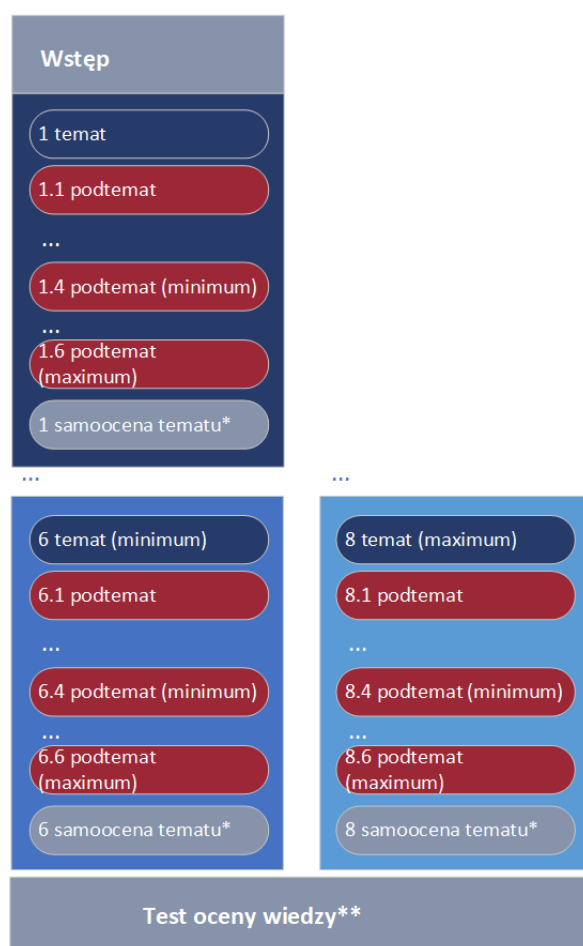 Wstęp
1 temat
1.1 podtemat
...
1.4 podtemat (minimum)
...
1.6 podtemat
(maximum)
1 samoocena tematu*
...
6 temat (minimum)
6.1 podtemat
...
6.4 podtemat (minimum)
...
6.6 podtemat
(maximum)
6 samoocena tematu*
...
8 temat (maximum)
8.1 podtemat
...
8.4 podtemat (minimum)
...
8.6 podtemat
(maximum)
8 samoocena tematu*
Test oceny wiedzy**